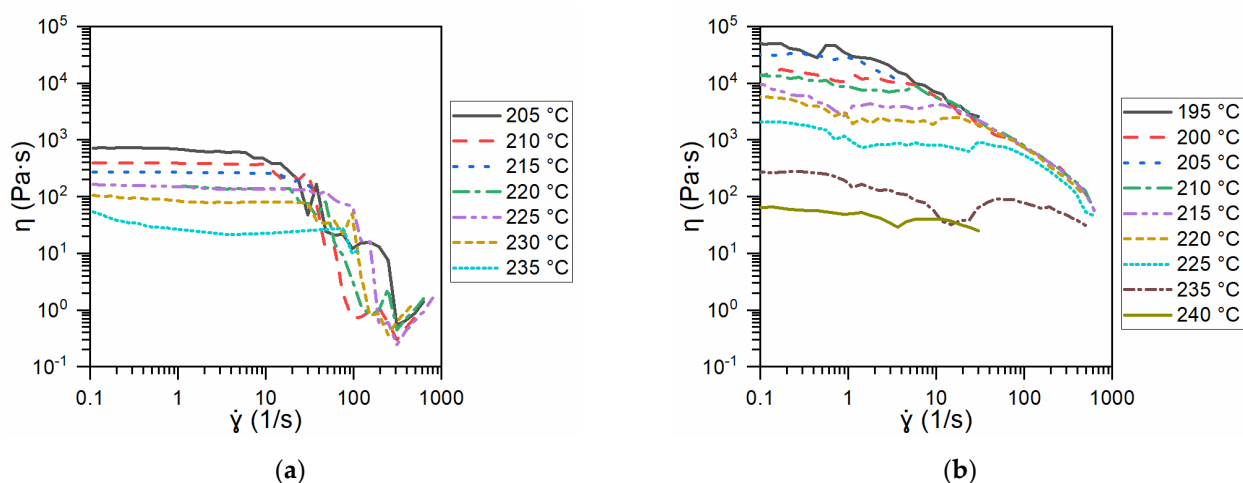 10^5
10^4
10^3
10^2
10^1
10^0
10^-1
η (Pa·s)
0.1 1 10 100 1000
γ̇ (1/s)
205 °C
210 °C
215 °C
220 °C
225 °C
230 °C
235 °C
(a)
10^5
10^4
10^3
10^2
10^1
10^0
10^-1
η (Pa·s)
0.1 1 10 100 1000
γ̇ (1/s)
195 °C
200 °C
205 °C
210 °C
215 °C
220 °C
225 °C
235 °C
240 °C
(b)